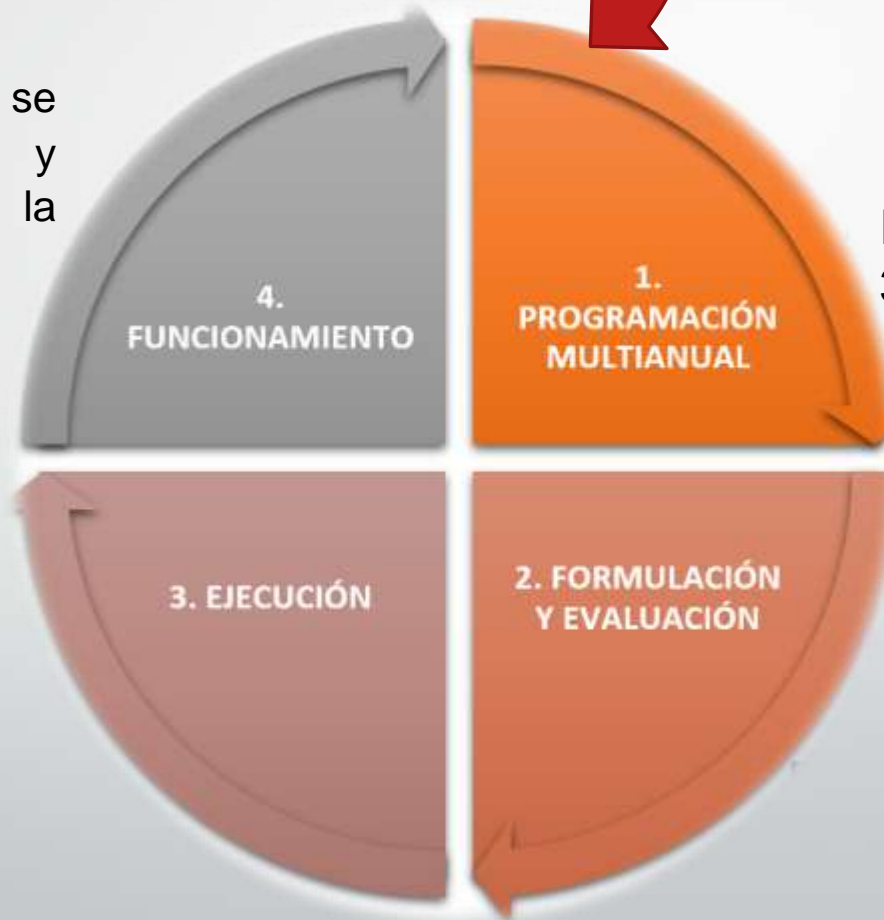 se
y
la
4.
FUNCIONAMIENTO
1.
PROGRAMACIÓN
MULTIANUAL
3. EJECUCIÓN
2. FORMULACIÓN
Y EVALUACIÓN